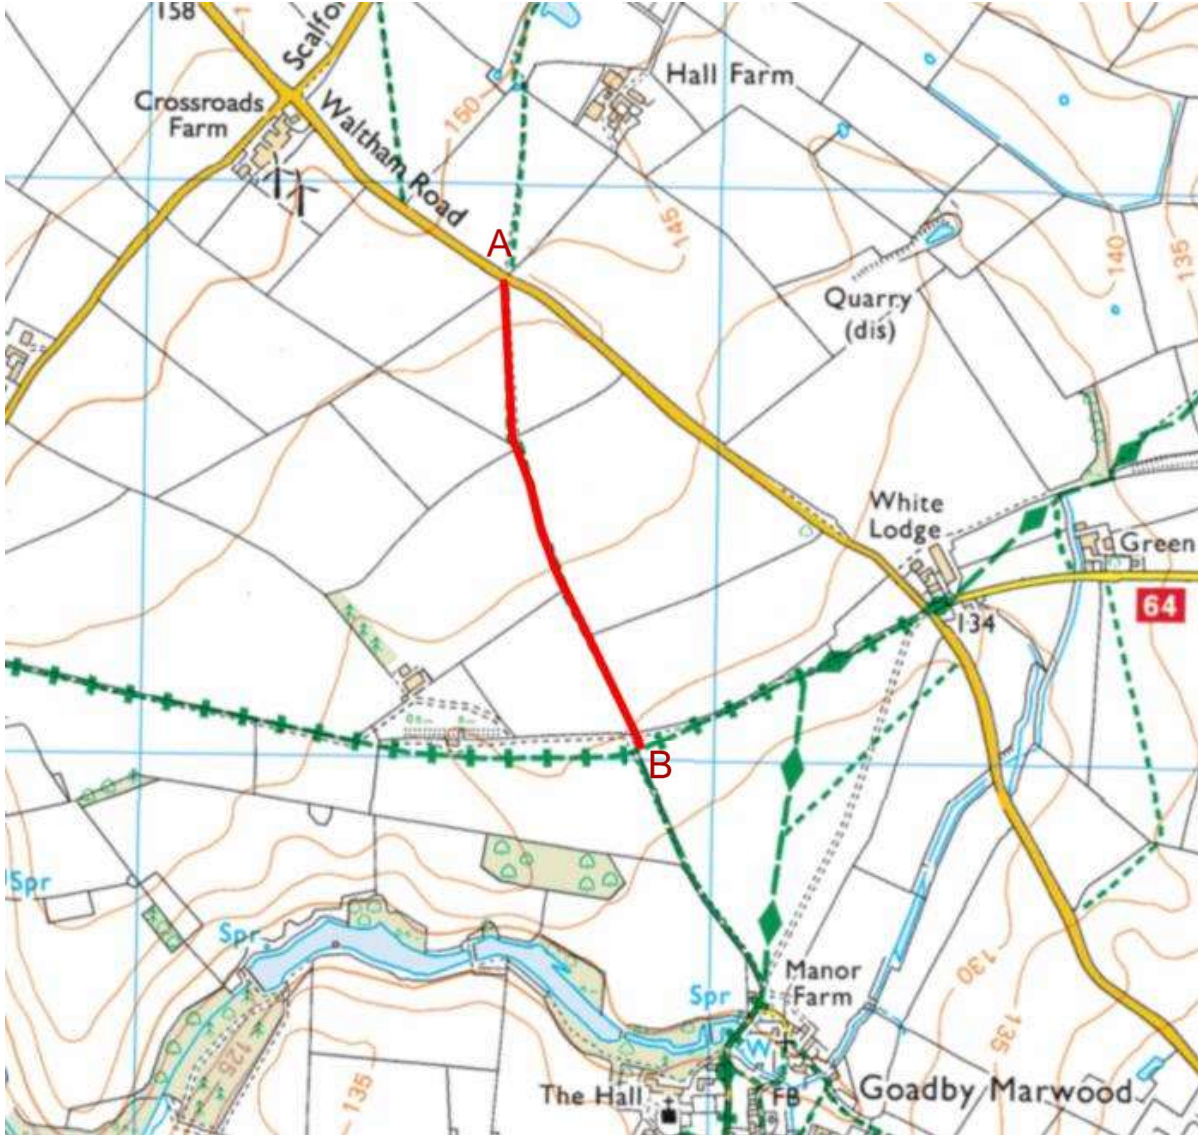 158
Scalfo
Crossroads
Farm
Waltham Road
150
Hall Farm
A
145
140
135
Quarry
(dis)
White
Lodge
Green
64
134
B
Spr
Spr
125
Spr
Manor
Farm
W
130
135
135
The Hall
FB
Goadby Marwood